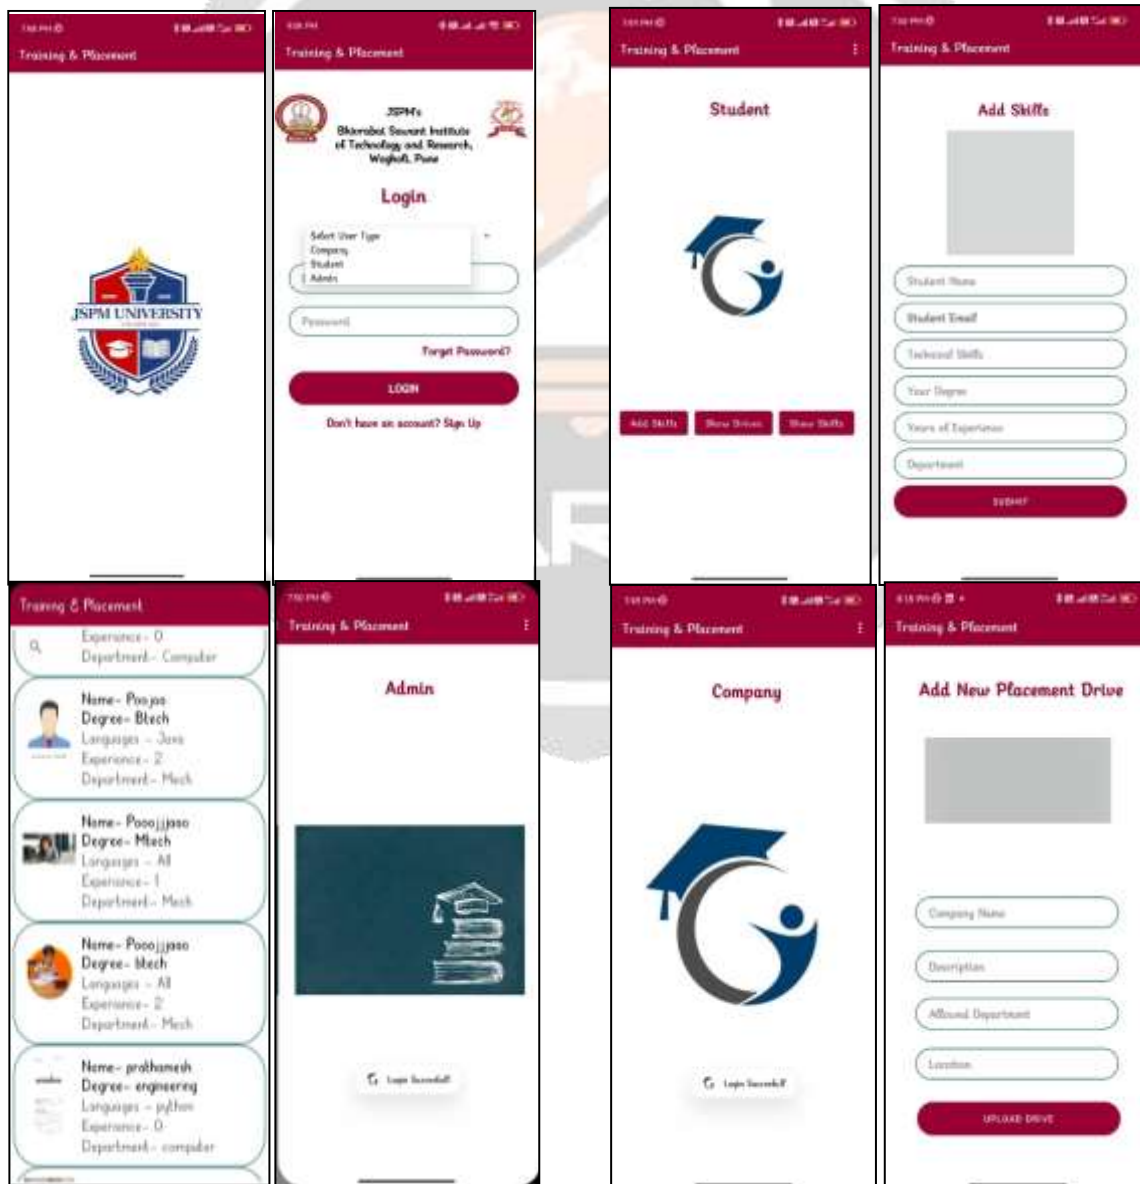 Training & Placement
JSPM UNIVERSITY
Training & Placement
JSPM's
Bhivrabai Sawant Institute
of Technology and Research,
Wagholi, Pune
Login
Select User Type
Company
Student
Admin
Password
Forgot Password?
LOGIN
Don't have an account? Sign Up
Training & Placement
Student
Add Skills
Show Drives
Show Skills
Training & Placement
Add Skills
Student Name
Student Email
Technical Skills
Your Degree
Years of Experience
Department
SUBMIT
Training & Placement
Experience- 0
Department- Computer
Name- Poojaa
Degree- Btech
Languages - Java
Experience- 2
Department- Mech
Name- Pooojjjaaa
Degree- Mtech
Languages - All
Experience- 1
Department- Mech
Name- Pooojjjaaa
Degree- btech
Languages - All
Experience- 2
Department- Mech
Name- prathamesh
Degree- engineering
Languages - python
Experience- 0
Department- computer
Training & Placement
Admin
Login Succesfull
Training & Placement
Company
Login Succesfull
Training & Placement
Add New Placement Drive
Company Name
Description
Allowed Department
Location
UPLOAD DRIVE